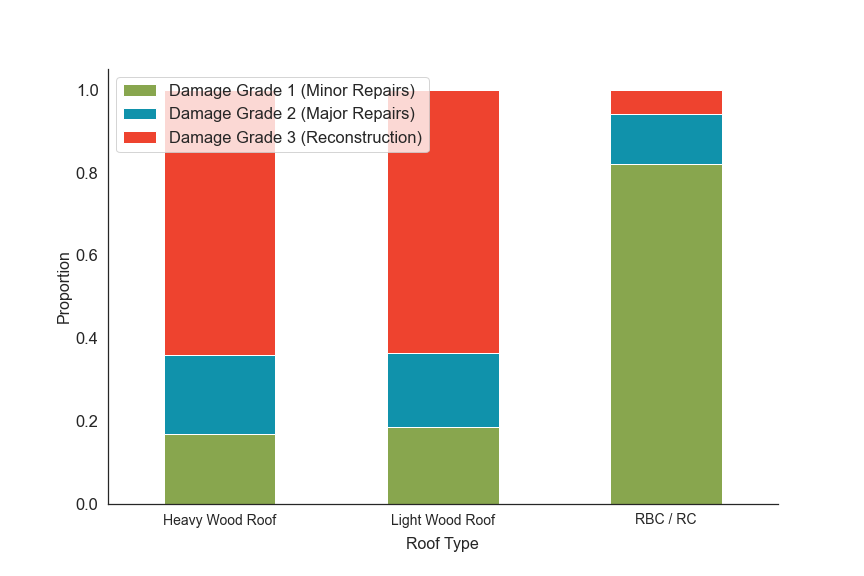 Damage Grade 1 (Minor Repairs)
Damage Grade 2 (Major Repairs)
Damage Grade 3 (Reconstruction)
1.0
0.8
0.6
0.4
0.2
0.0
Proportion
Heavy Wood Roof
Light Wood Roof
RBC / RC
Roof Type